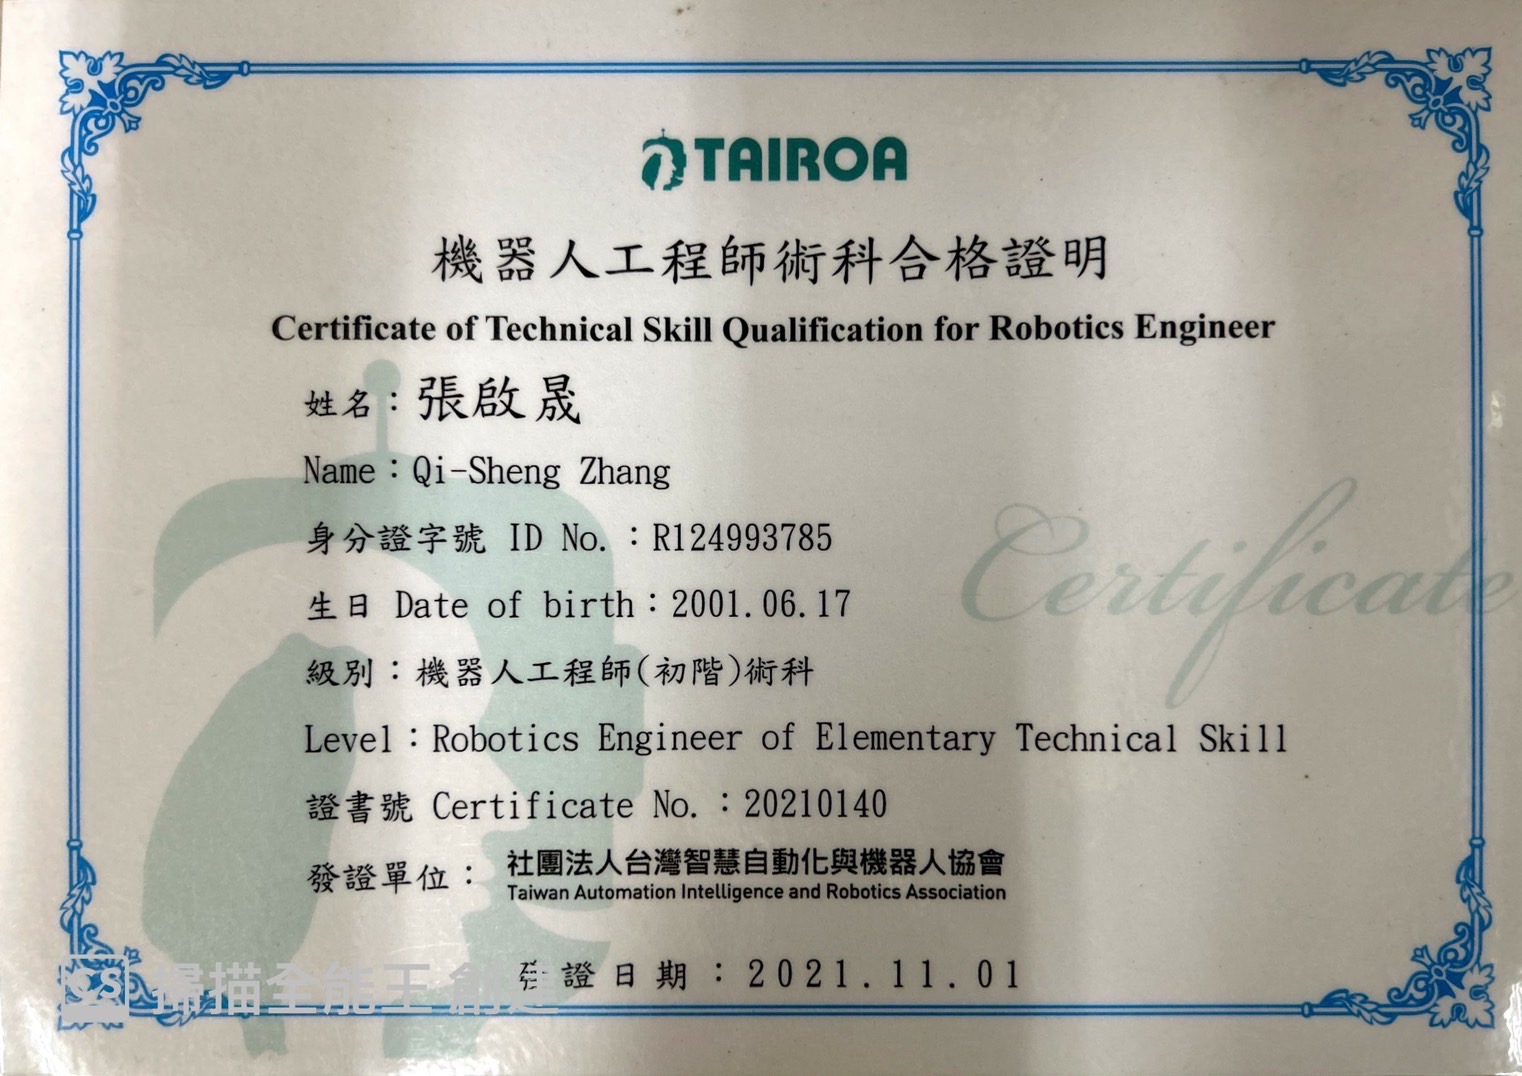 TAIROA
機器人工程師術科合格證明
Certificate of Technical Skill Qualification for Robotics Engineer
姓名：張啟晟
Name：Qi-Sheng Zhang
身分證字號 ID No.：R124993785
生日 Date of birth：2001.06.17
Certificate
級別：機器人工程師(初階)術科
Level：Robotics Engineer of Elementary Technical Skill
證書號 Certificate No.：20210140
發證單位：社團法人台灣智慧自動化與機器人協會
Taiwan Automation Intelligence and Robotics Association
發證日期：2021.11.01
CS 掃描全能王 創建